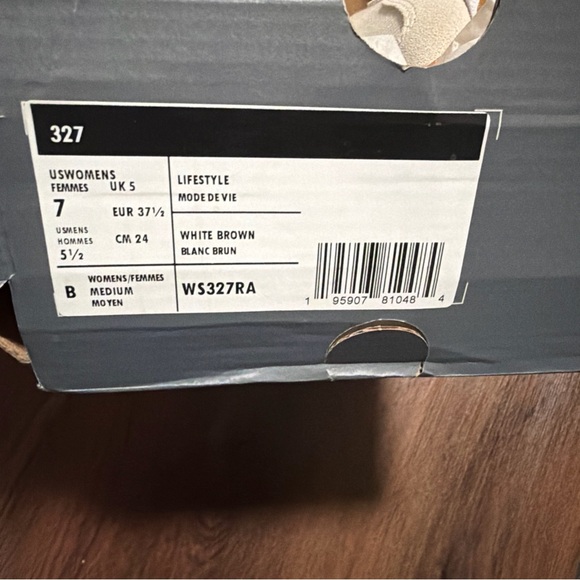 327
USWOMENS
FEMMES UK 5
7 EUR 37½
USMENS
HOMMES CM 24
5½
LIFESTYLE
MODE DE VIE
WHITE BROWN
BLANC BRUN
B WOMENS/FEMMES
MEDIUM
MOYEN
WS327RA
1 95907 81048 4